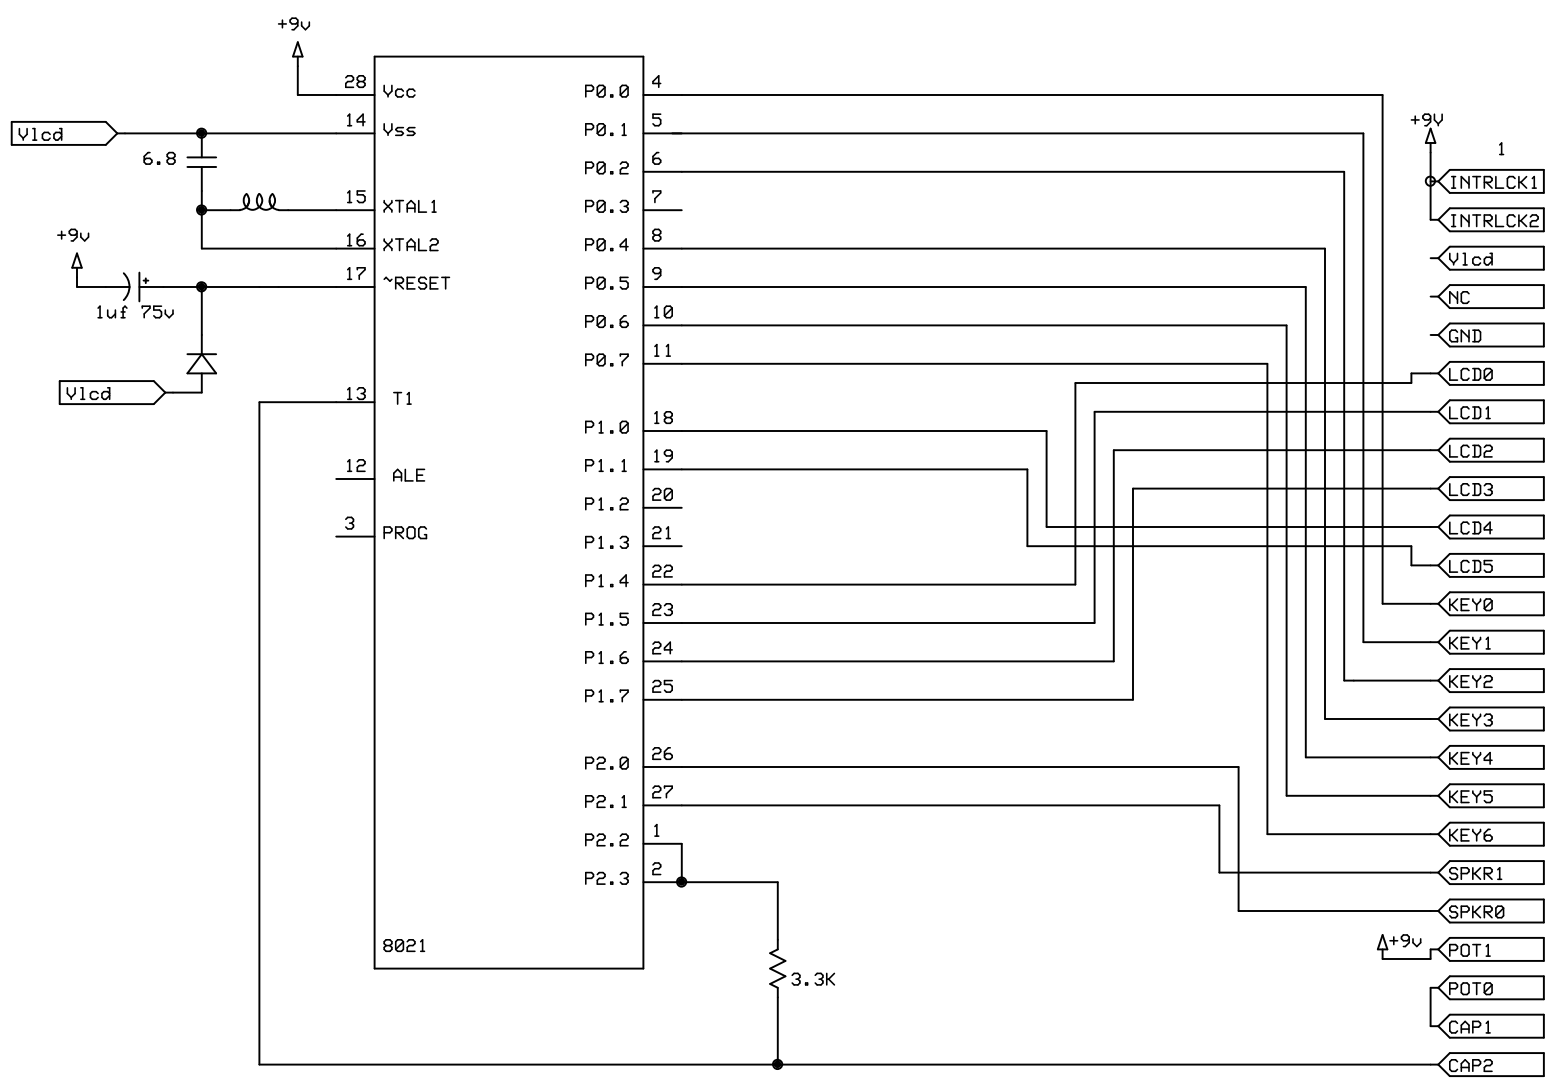 +9v
28 Vcc P0.0 4
Vlcd 14 Vss P0.1 5 +9V
6.8 P0.2 6 1
15 XTAL1 P0.3 7 INTRLCK1
16 XTAL2 P0.4 8 INTRLCK2
+9v
17 ~RESET P0.5 9 Vlcd
1uf 75v + P0.6 10 NC
P0.7 11 GND
Vlcd 13 T1 LCD0
P1.0 18 LCD1
12 ALE P1.1 19 LCD2
P1.2 20 LCD3
3 PROG P1.3 21 LCD4
P1.4 22 LCD5
P1.5 23 KEY0
P1.6 24 KEY1
P1.7 25 KEY2
KEY3
P2.0 26 KEY4
P2.1 27 KEY5
P2.2 1 KEY6
P2.3 2 SPKR1
SPKR0
8021 +9v POT1
3.3K POT0
CAP1
CAP2